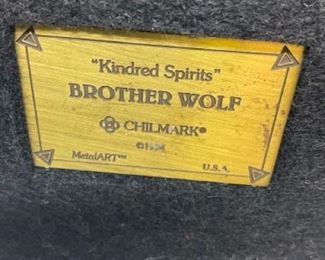 "Kindred Spirits"
BROTHER WOLF
CHILMARK®
MetalART™ U.S.A.